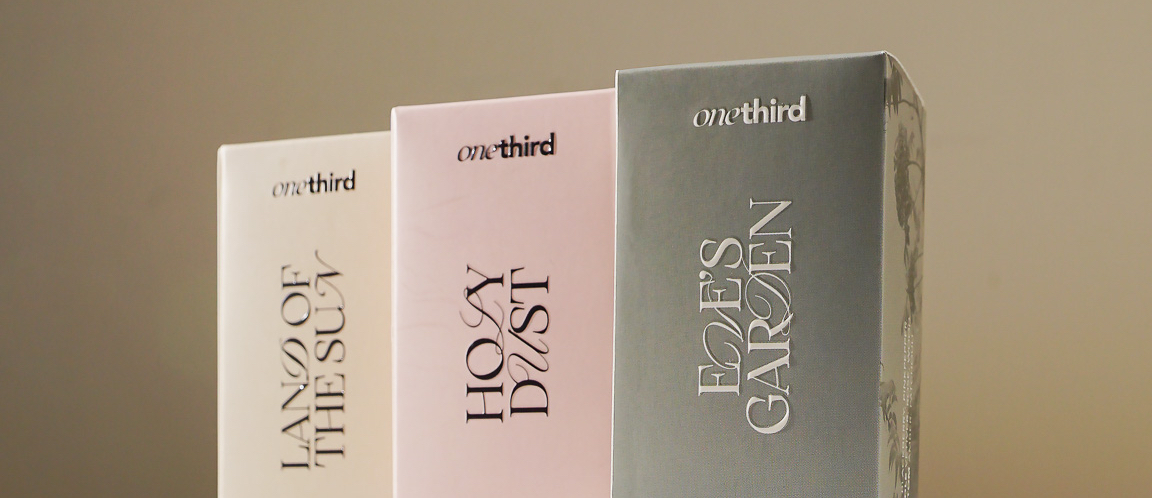 onethird
LAND OF
THE SUN
onethird
HOLY
DUST
onethird
EVE'S
GARDEN